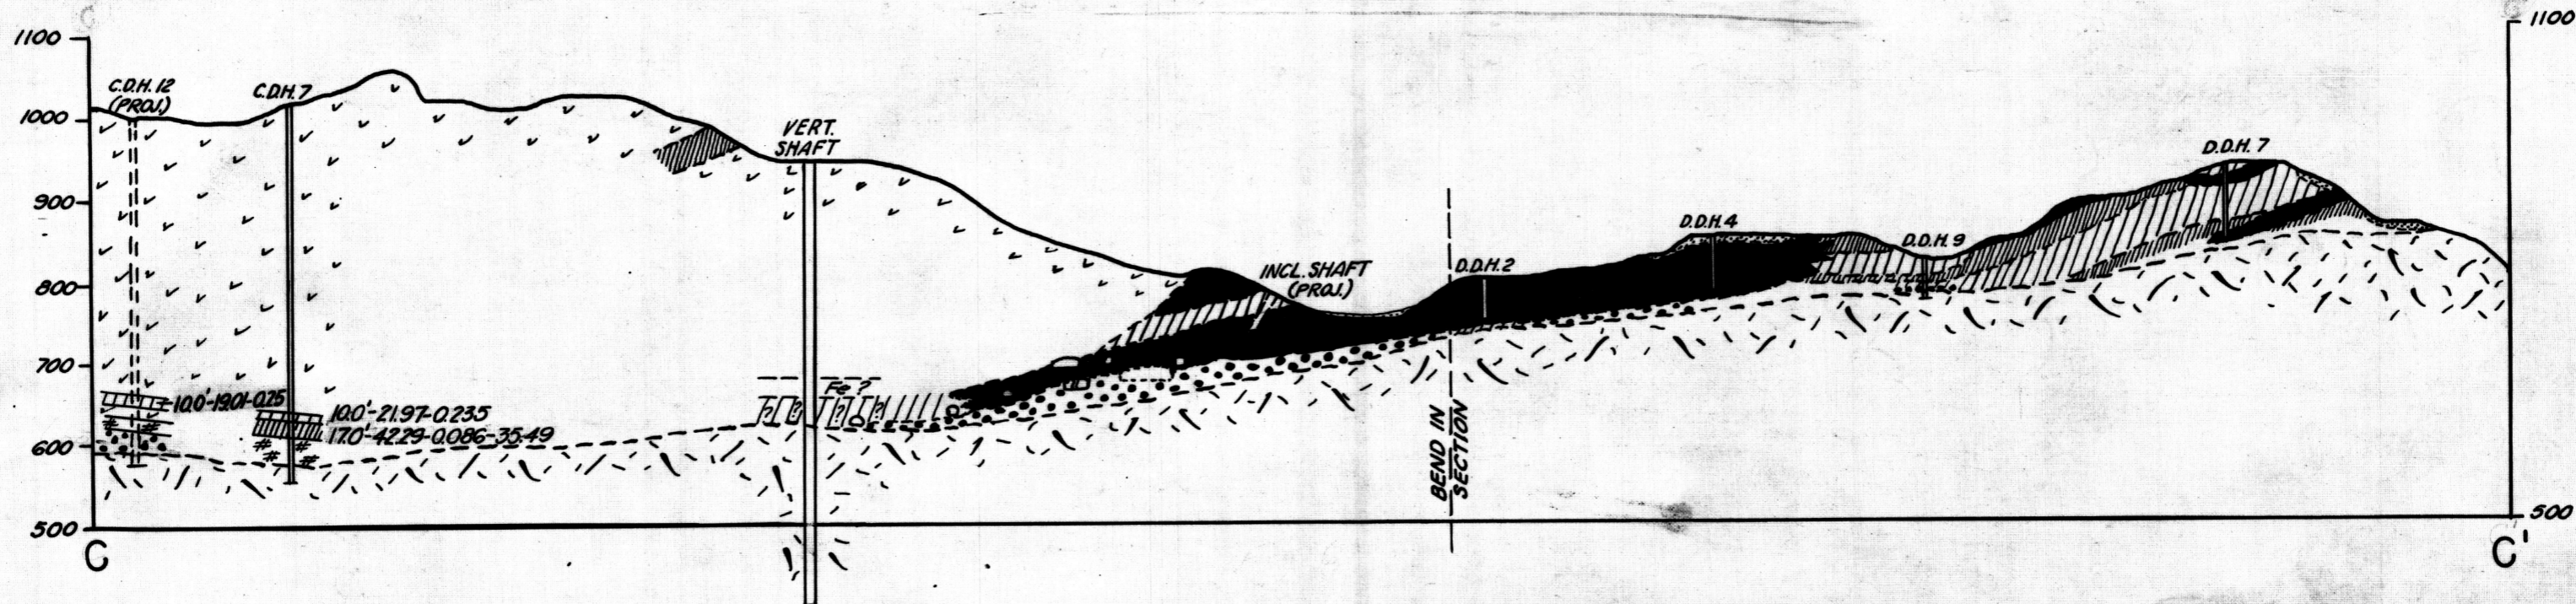 1100
1100
C.D.H. 12
(PROJ.)
C.D.H. 7
1000
VERT.
SHAFT
D.D.H. 7
900
D.D.H. 4
D.D.H. 9
INCL. SHAFT
(PROJ.)
D.D.H. 2
800
700
Fe ?
10.0'-19.01-0.25
10.0'-21.97-0.235
17.0'-42.29-0.086-35.49
? ? ? ? ?
600
BEND IN
SECTION
500
500
C
C'